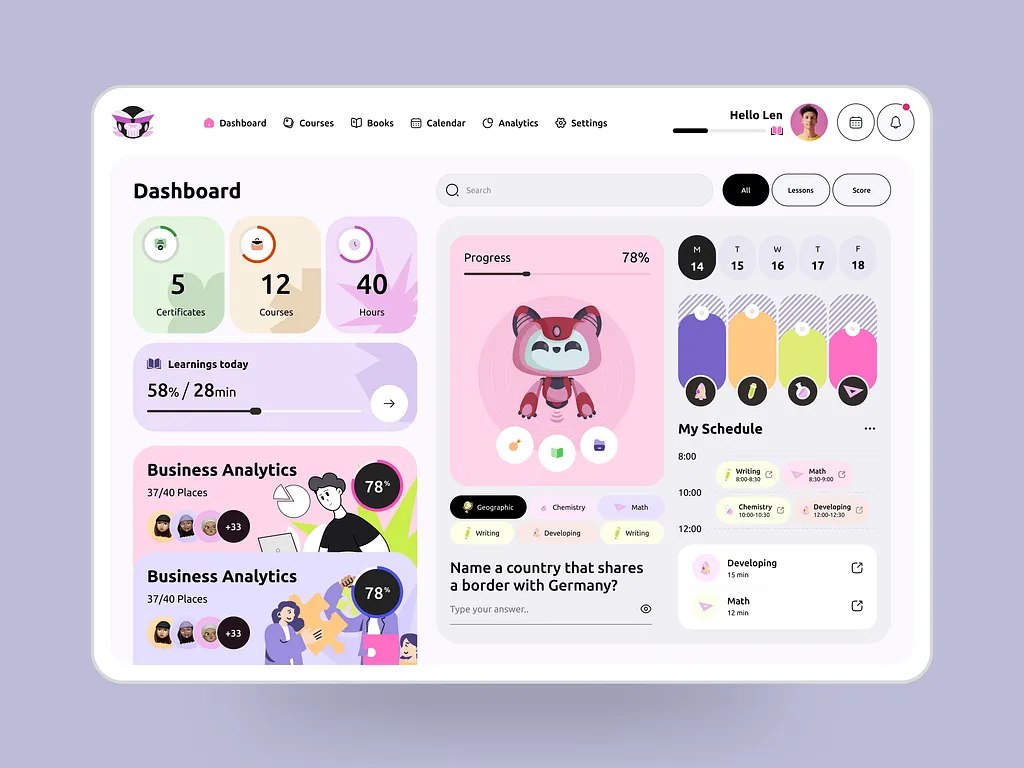 Dashboard
Courses
Books
Calendar
Analytics
Settings
Hello Len
Dashboard
Search
All
Lessons
Score
5
Certificates
12
Courses
40
Hours
Learnings today
58% / 28min
Business Analytics
37/40 Places
+33
78%
Business Analytics
37/40 Places
+33
78%
Progress
78%
Geographic
Chemistry
Math
Writing
Developing
Writing
Name a country that shares
a border with Germany?
Type your answer..
M
14
T
15
W
16
T
17
F
18
My Schedule
8:00
Writing
8:00-8:30
Math
8:30-9:00
10:00
Chemistry
10:00-10:30
Developing
12:00-12:30
12:00
Developing
15 min
Math
12 min